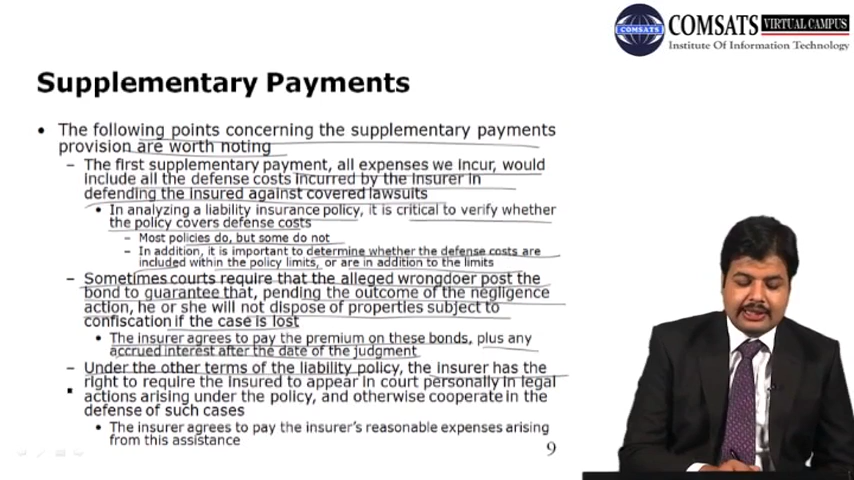 COMSATS VIRTUAL CAMPUS
Institute Of Information Technology
COMSATS
Supplementary Payments
• The following points concerning the supplementary payments
provision are worth noting
– The first supplementary payment, all expenses we incur, would
include all the defense costs incurred by the insurer in
defending the insured against covered lawsuits
• In analyzing a liability insurance policy, it is critical to verify whether
the policy covers defense costs
– Most policies do, but some do not
– In addition, it is important to determine whether the defense costs are
included within the policy limits, or are in addition to the limits
– Sometimes courts require that the alleged wrongdoer post the
bond to guarantee that, pending the outcome of the negligence
action, he or she will not dispose of properties subject to
confiscation if the case is lost
• The insurer agrees to pay the premium on these bonds, plus any
accrued interest after the date of the judgment
– Under the other terms of the liability policy, the insurer has the
right to require the insured to appear in court personally in legal
actions arising under the policy, and otherwise cooperate in the
defense of such cases
• The insurer agrees to pay the insurer's reasonable expenses arising
from this assistance
9